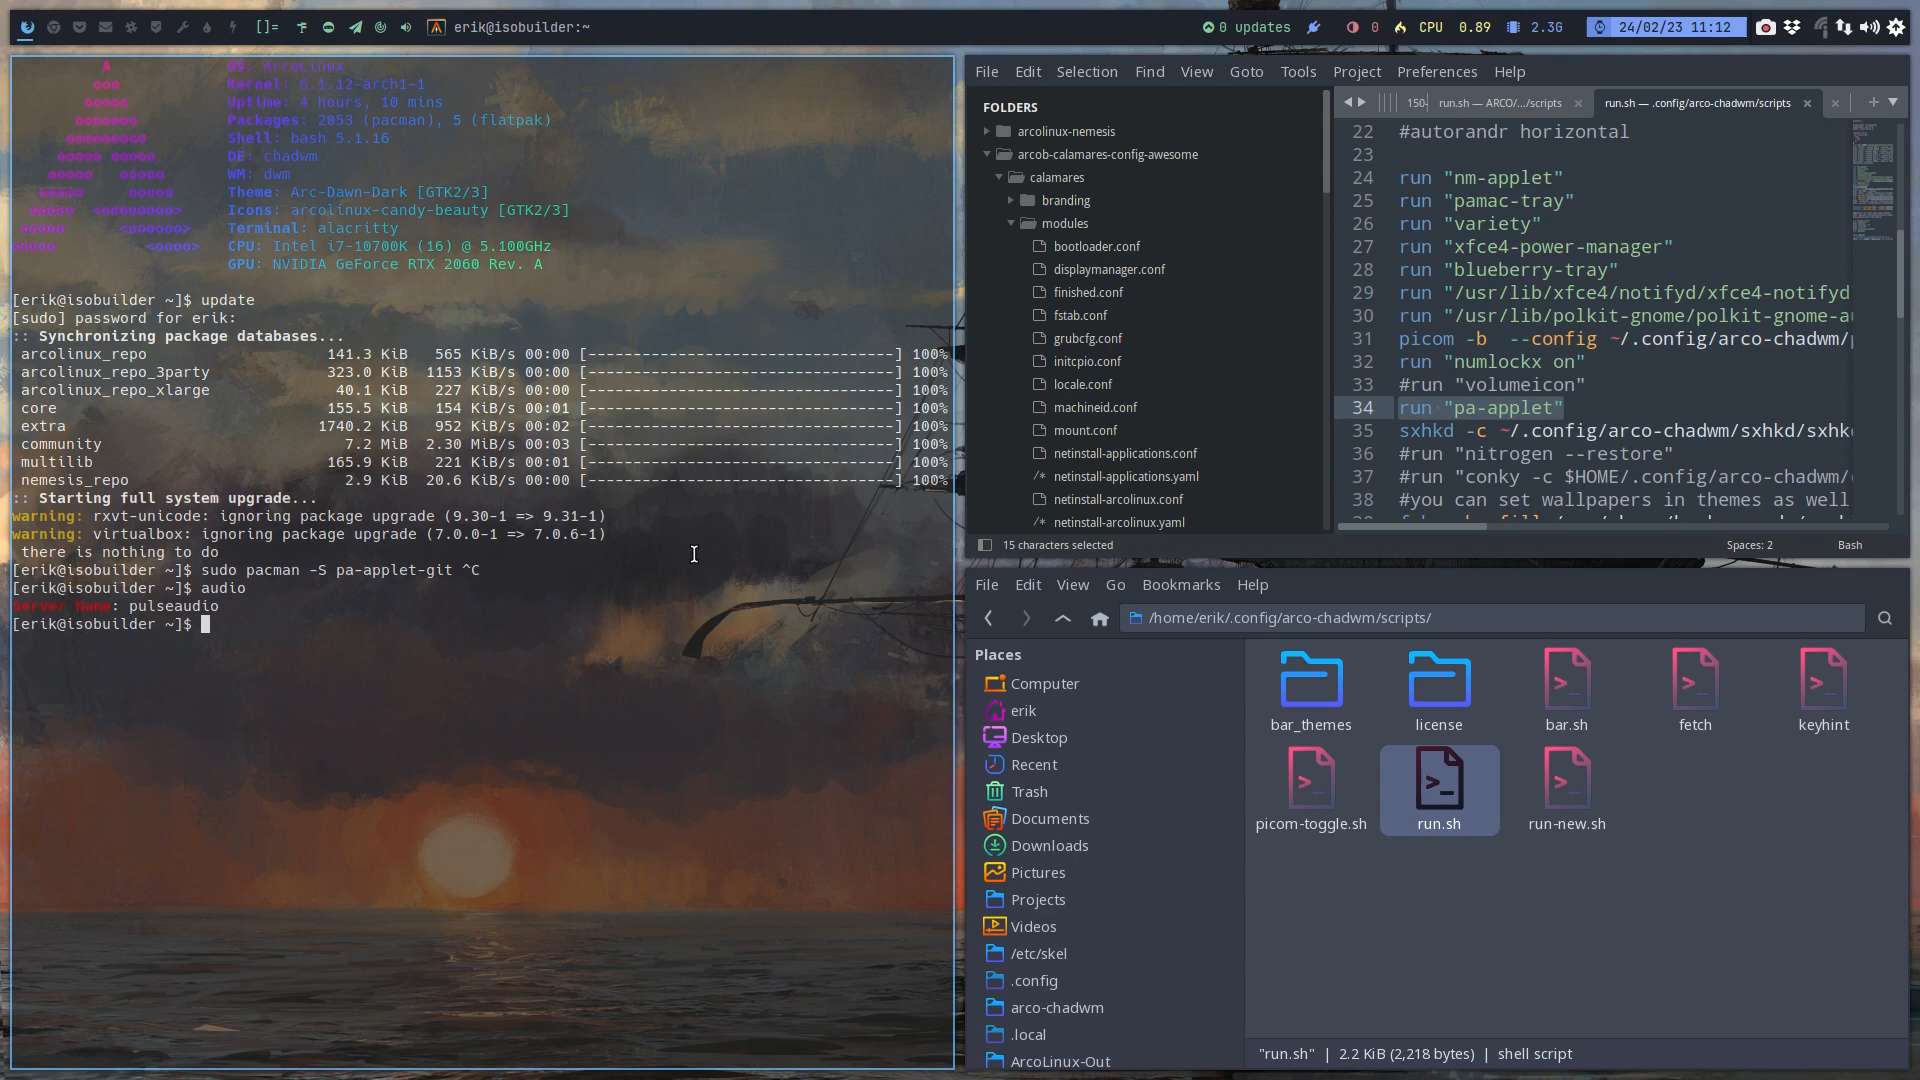 []= erik@isobuilder:~ 0 updates 0 CPU 0.89 2.3G 24/02/23 11:12
OS: ArcoLinux
Kernel: 6.1.12-arch1-1
Uptime: 4 hours, 10 mins
Packages: 2053 (pacman), 5 (flatpak)
Shell: bash 5.1.16
DE: chadwm
WM: dwm
Theme: Arc-Dawn-Dark [GTK2/3]
Icons: arcolinux-candy-beauty [GTK2/3]
Terminal: alacritty
CPU: Intel i7-10700K (16) @ 5.100GHz
GPU: NVIDIA GeForce RTX 2060 Rev. A
[erik@isobuilder ~]$ update
[sudo] password for erik:
:: Synchronizing package databases...
arcolinux_repo 141.3 KiB 565 KiB/s 00:00 [----------------------------------] 100%
arcolinux_repo_3party 323.0 KiB 1153 KiB/s 00:00 [----------------------------------] 100%
arcolinux_repo_xlarge 40.1 KiB 227 KiB/s 00:00 [----------------------------------] 100%
core 155.5 KiB 154 KiB/s 00:01 [----------------------------------] 100%
extra 1740.2 KiB 952 KiB/s 00:02 [----------------------------------] 100%
community 7.2 MiB 2.30 MiB/s 00:03 [----------------------------------] 100%
multilib 165.9 KiB 221 KiB/s 00:01 [----------------------------------] 100%
nemesis_repo 2.9 KiB 20.6 KiB/s 00:00 [----------------------------------] 100%
:: Starting full system upgrade...
warning: rxvt-unicode: ignoring package upgrade (9.30-1 => 9.31-1)
warning: virtualbox: ignoring package upgrade (7.0.0-1 => 7.0.6-1)
there is nothing to do
[erik@isobuilder ~]$ sudo pacman -S pa-applet-git ^C
[erik@isobuilder ~]$ audio
Server Name: pulseaudio
[erik@isobuilder ~]$
File Edit Selection Find View Goto Tools Project Preferences Help
FOLDERS
arcolinux-nemesis
arcob-calamares-config-awesome
calamares
branding
modules
bootloader.conf
displaymanager.conf
finished.conf
fstab.conf
grubcfg.conf
initcpio.conf
locale.conf
machineid.conf
mount.conf
netinstall-applications.conf
/* netinstall-applications.yaml
netinstall-arcolinux.conf
/* netinstall-arcolinux.yaml
150- run.sh — ARCO/.../scripts run.sh — .config/arco-chadwm/scripts
22 #autorandr horizontal
23
24 run "nm-applet"
25 run "pamac-tray"
26 run "variety"
27 run "xfce4-power-manager"
28 run "blueberry-tray"
29 run "/usr/lib/xfce4/notifyd/xfce4-notifyd
30 run "/usr/lib/polkit-gnome/polkit-gnome-au
31 picom -b --config ~/.config/arco-chadwm/p
32 run "numlockx on"
33 #run "volumeicon"
34 run "pa-applet"
35 sxhkd -c ~/.config/arco-chadwm/sxhkd/sxhk
36 #run "nitrogen --restore"
37 #run "conky -c $HOME/.config/arco-chadwm/c
38 #you can set wallpapers in themes as well
15 characters selected Spaces: 2 Bash
File Edit View Go Bookmarks Help
/home/erik/.config/arco-chadwm/scripts/
Places
Computer
erik
Desktop
Recent
Trash
Documents
Downloads
Pictures
Projects
Videos
/etc/skel
.config
arco-chadwm
.local
ArcoLinux-Out
bar_themes license bar.sh fetch keyhint
picom-toggle.sh run.sh run-new.sh
"run.sh" | 2.2 KiB (2,218 bytes) | shell script